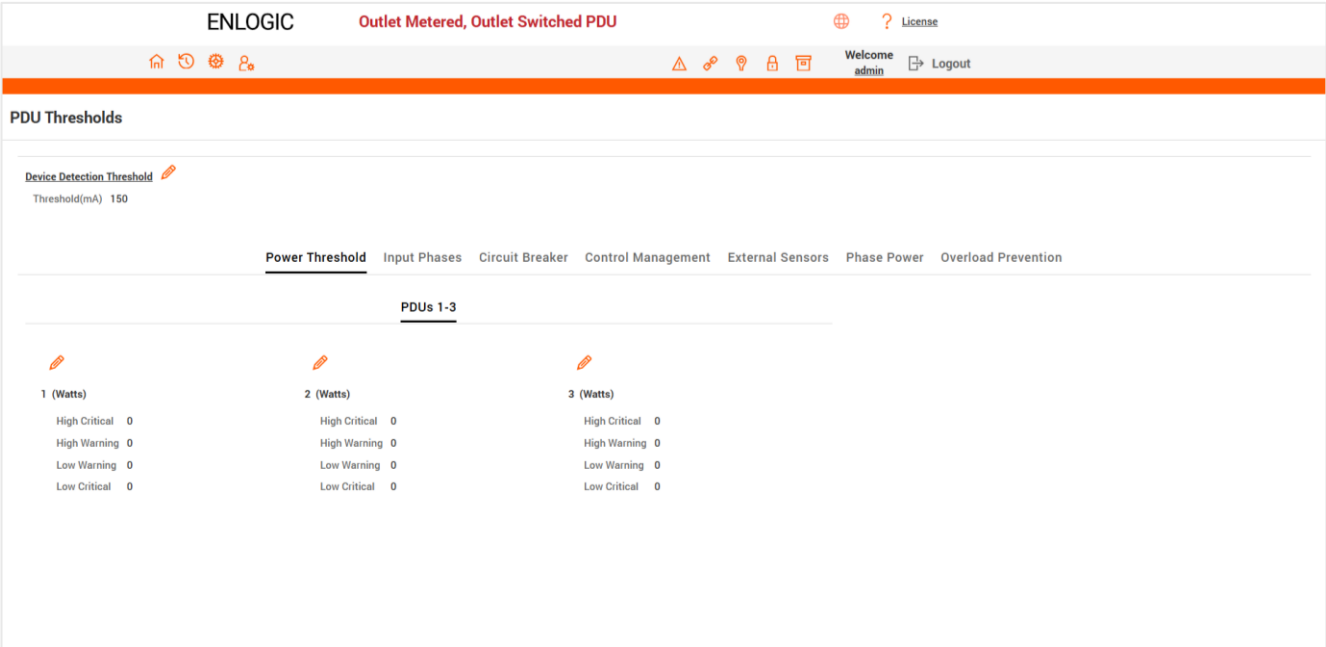 ENLOGIC Outlet Metered, Outlet Switched PDU ? License
Welcome
admin Logout
PDU Thresholds
Device Detection Threshold
Threshold(mA) 150
Power Threshold Input Phases Circuit Breaker Control Management External Sensors Phase Power Overload Prevention
PDUs 1-3
1 (Watts) 2 (Watts) 3 (Watts)
High Critical 0 High Critical 0 High Critical 0
High Warning 0 High Warning 0 High Warning 0
Low Warning 0 Low Warning 0 Low Warning 0
Low Critical 0 Low Critical 0 Low Critical 0